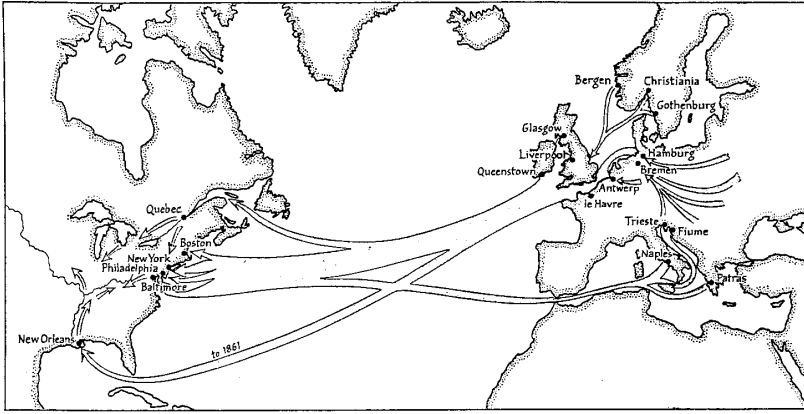 Bergen
Christiania
Gothenburg
Glasgow
Liverpool
Hamburg
Bremen
Queenstown
Antwerp
le Havre
Quebec
Trieste
Fiume
Boston
New York
Philadelphia
Naples
Baltimore
Patras
New Orleans
to 1861